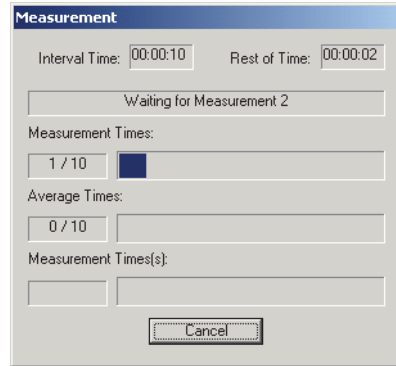 Measurement
Interval Time: 00:00:10 Rest of Time: 00:00:02
Waiting for Measurement 2
Measurement Times:
1 / 10
Average Times:
0 / 10
Measurement Times(s):
Cancel